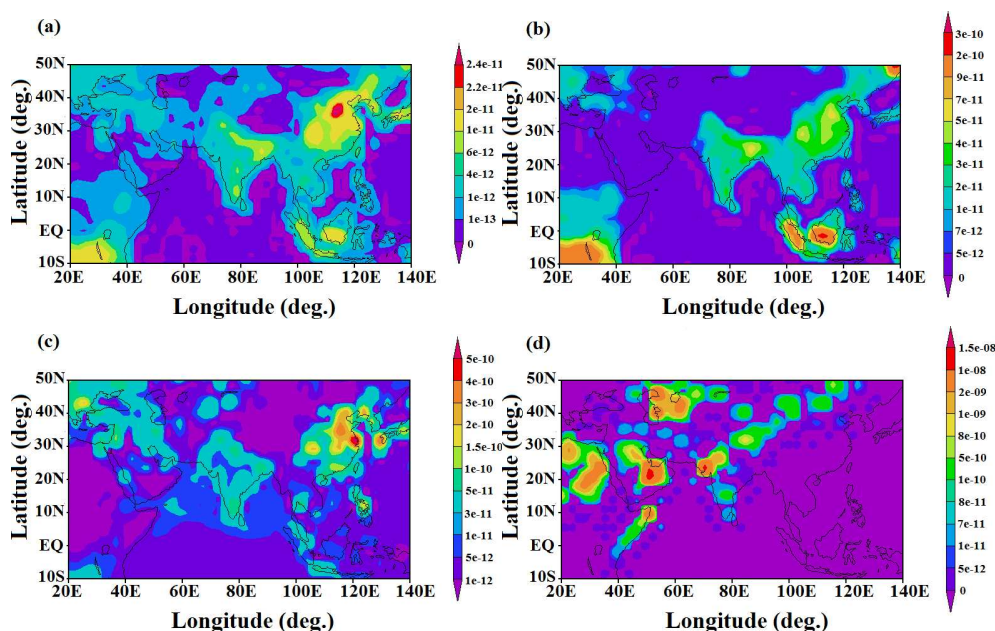 (a)
Latitude (deg.)
50N
40N
30N
20N
10N
EQ
10S
20E 40E 60E 80E 100E 120E 140E
Longitude (deg.)
2.4e-11
2.2e-11
2e-11
1e-11
6e-12
4e-12
1e-13
0
(b)
Latitude (deg.)
50N
40N
30N
20N
10N
EQ
10S
20E 40E 60E 80E 100E 120E 140E
Longitude (deg.)
3e-10
2e-10
9e-11
7e-11
5e-11
4e-11
3e-11
2e-11
1e-11
7e-12
5e-12
0
(c)
Latitude (deg.)
50N
40N
30N
20N
10N
EQ
10S
20E 40E 60E 80E 100E 120E 140E
Longitude (deg.)
5e-10
4e-10
3e-10
2e-10
1.5e-10
1e-10
5e-11
3e-11
1e-11
5e-12
1e-12
(d)
Latitude (deg.)
50N
40N
30N
20N
10N
EQ
10S
20E 40E 60E 80E 100E 120E 140E
Longitude (deg.)
1.5e-08
1e-08
2e-09
1e-09
8e-10
5e-10
1e-10
8e-11
7e-11
1e-11
5e-12
0